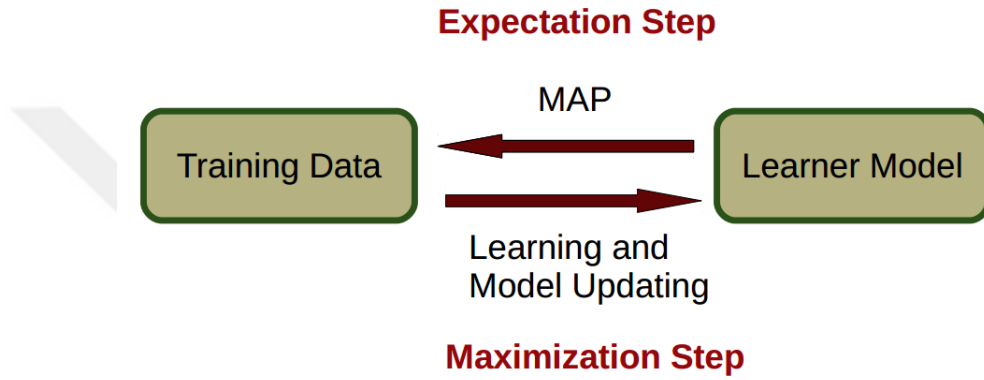 Expectation Step
MAP
Training Data
Learner Model
Learning and
Model Updating
Maximization Step